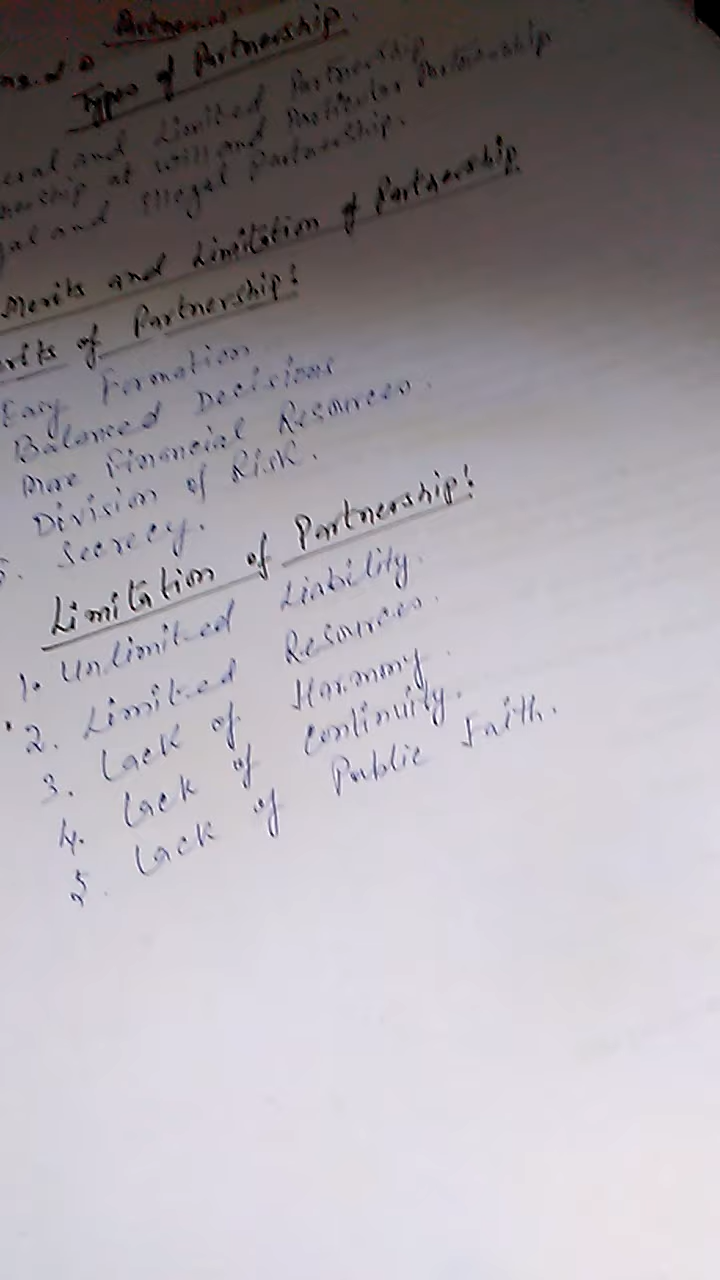 Types of Partnership.
and Limited Partnership
at will and Particular Partnership
and Illegal Partnership.
Merits and Limitation of Partnership
of Partnership:
Easy Formation
Balanced Decisions
More Financial Resources.
Division of Risk.
5. Secrecy.
Limitation of Partnership:
1. Unlimited Liability.
2. Limited Resources.
3. Lack of Harmony.
4. Lack of Continuity.
5. Lack of Public Faith.